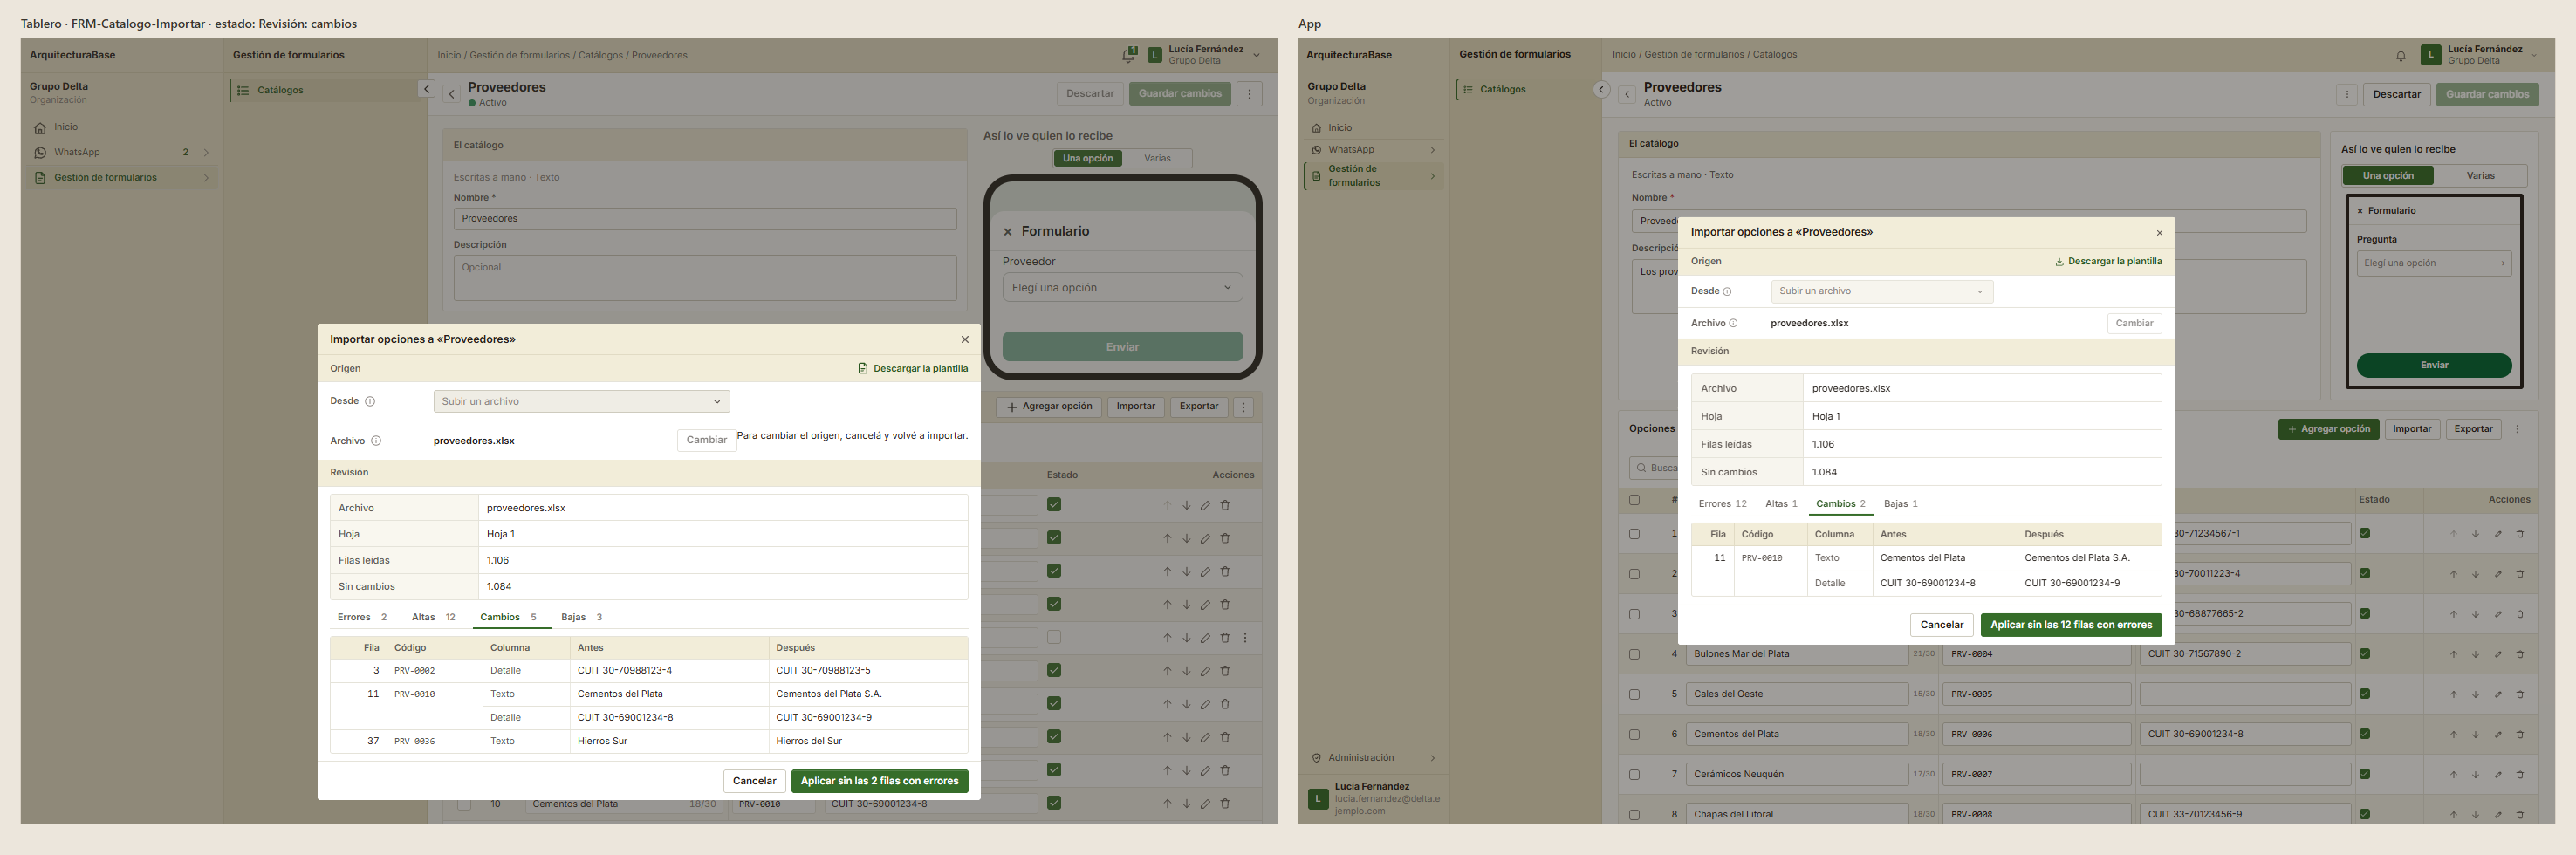 Tablero · FRM-Catalogo-Importar · estado: Revisión: cambios
ArquitecturaBase
Gestión de formularios
Inicio / Gestión de formularios / Catálogos / Proveedores
1
L
Lucía Fernández
Grupo Delta
Grupo Delta
Organización
Catálogos
Proveedores
Activo
Descartar
Guardar cambios
Inicio
WhatsApp 2
Gestión de formularios
El catálogo
Escritas a mano · Texto
Nombre *
Proveedores
Descripción
Opcional
Así lo ve quien lo recibe
Una opción
Varias
× Formulario
Proveedor
Elegí una opción
Enviar
Agregar opción
Importar
Exportar
Estado
Acciones
Importar opciones a «Proveedores»
Origen
Descargar la plantilla
Desde
Subir un archivo
Archivo
proveedores.xlsx
Cambiar
Para cambiar el origen, cancelá y volvé a importar.
Revisión
Archivo proveedores.xlsx
Hoja Hoja 1
Filas leídas 1.106
Sin cambios 1.084
Errores 2 Altas 12 Cambios 5 Bajas 3
Fila Código Columna Antes Después
3 PRV-0002 Detalle CUIT 30-70988123-4 CUIT 30-70988123-5
11 PRV-0010 Texto Cementos del Plata Cementos del Plata S.A.
Detalle CUIT 30-69001234-8 CUIT 30-69001234-9
37 PRV-0036 Texto Hierros Sur Hierros del Sur
Cancelar
Aplicar sin las 2 filas con errores
10 Cementos del Plata 18/30 PRV-0010 CUIT 30-69001234-8
App
ArquitecturaBase
Gestión de formularios
Inicio / Gestión de formularios / Catálogos
L
Lucía Fernández
Grupo Delta
Grupo Delta
Organización
Catálogos
Proveedores
Activo
Descartar
Guardar cambios
Inicio
WhatsApp
Gestión de
formularios
El catálogo
Escritas a mano · Texto
Nombre *
Proveed
Descripció
Los prov
Así lo ve quien lo recibe
Una opción
Varias
× Formulario
Pregunta
Elegí una opción
Enviar
Opciones
Agregar opción
Importar
Exportar
Busca
#
Estado
Acciones
1 30-71234567-1
2 30-70011223-4
3 30-68877665-2
4 Bulones Mar del Plata 21/30 PRV-0004 CUIT 30-71567890-2
5 Cales del Oeste 15/30 PRV-0005
6 Cementos del Plata 18/30 PRV-0006 CUIT 30-69001234-8
7 Cerámicos Neuquén 17/30 PRV-0007
8 Chapas del Litoral 18/30 PRV-0008 CUIT 33-70123456-9
Importar opciones a «Proveedores»
Origen
Descargar la plantilla
Desde
Subir un archivo
Archivo
proveedores.xlsx
Cambiar
Revisión
Archivo proveedores.xlsx
Hoja Hoja 1
Filas leídas 1.106
Sin cambios 1.084
Errores 12 Altas 1 Cambios 2 Bajas 1
Fila Código Columna Antes Después
11 PRV-0010 Texto Cementos del Plata Cementos del Plata S.A.
Detalle CUIT 30-69001234-8 CUIT 30-69001234-9
Cancelar
Aplicar sin las 12 filas con errores
Administración
L
Lucía Fernández
lucia.fernandez@delta.e
jemplo.com